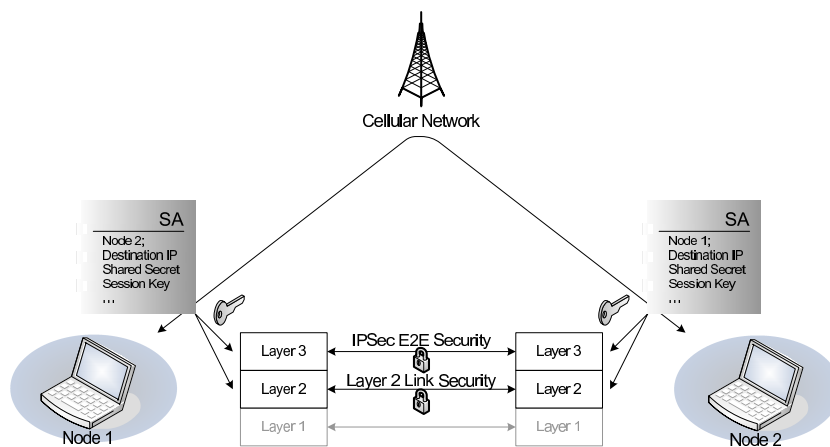 Cellular Network
SA
Node 2;
Destination IP
Shared Secret
Session Key
...
SA
Node 1;
Destination IP
Shared Secret
Session Key
...
Layer 3
IPSec E2E Security
Layer 3
Layer 2
Layer 2 Link Security
Layer 2
Layer 1
Layer 1
Node 1
Node 2